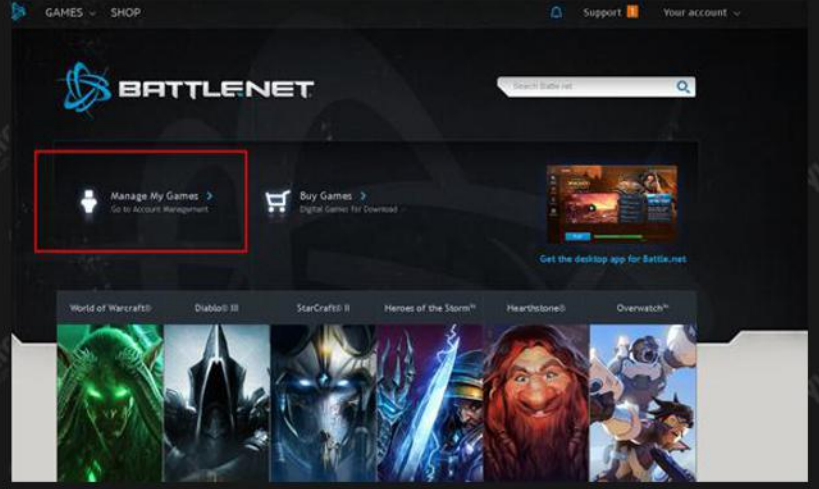 GAMES SHOP Support 1 Your account
BATTLE.NET
Search Battle.net
Manage My Games
Go to Account Management
Buy Games
Digital Games for Download
Get the desktop app for Battle.net
World of Warcraft® Diablo® III StarCraft® II Heroes of the Storm™ Hearthstone® Overwatch™